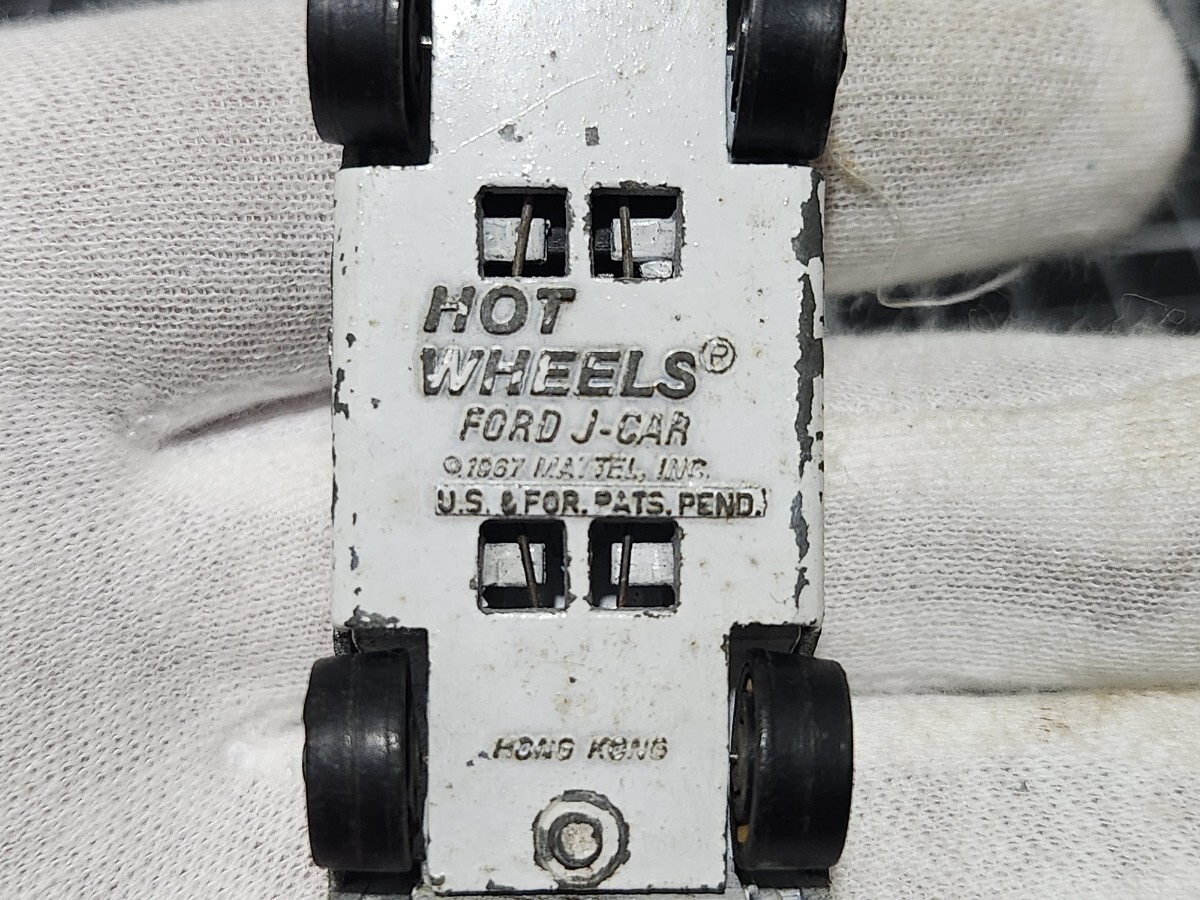 HOT
WHEELS®
FORD J-CAR
©1967 MATTEL, INC.
U.S. & FOR. PATS. PEND.
HONG KONG